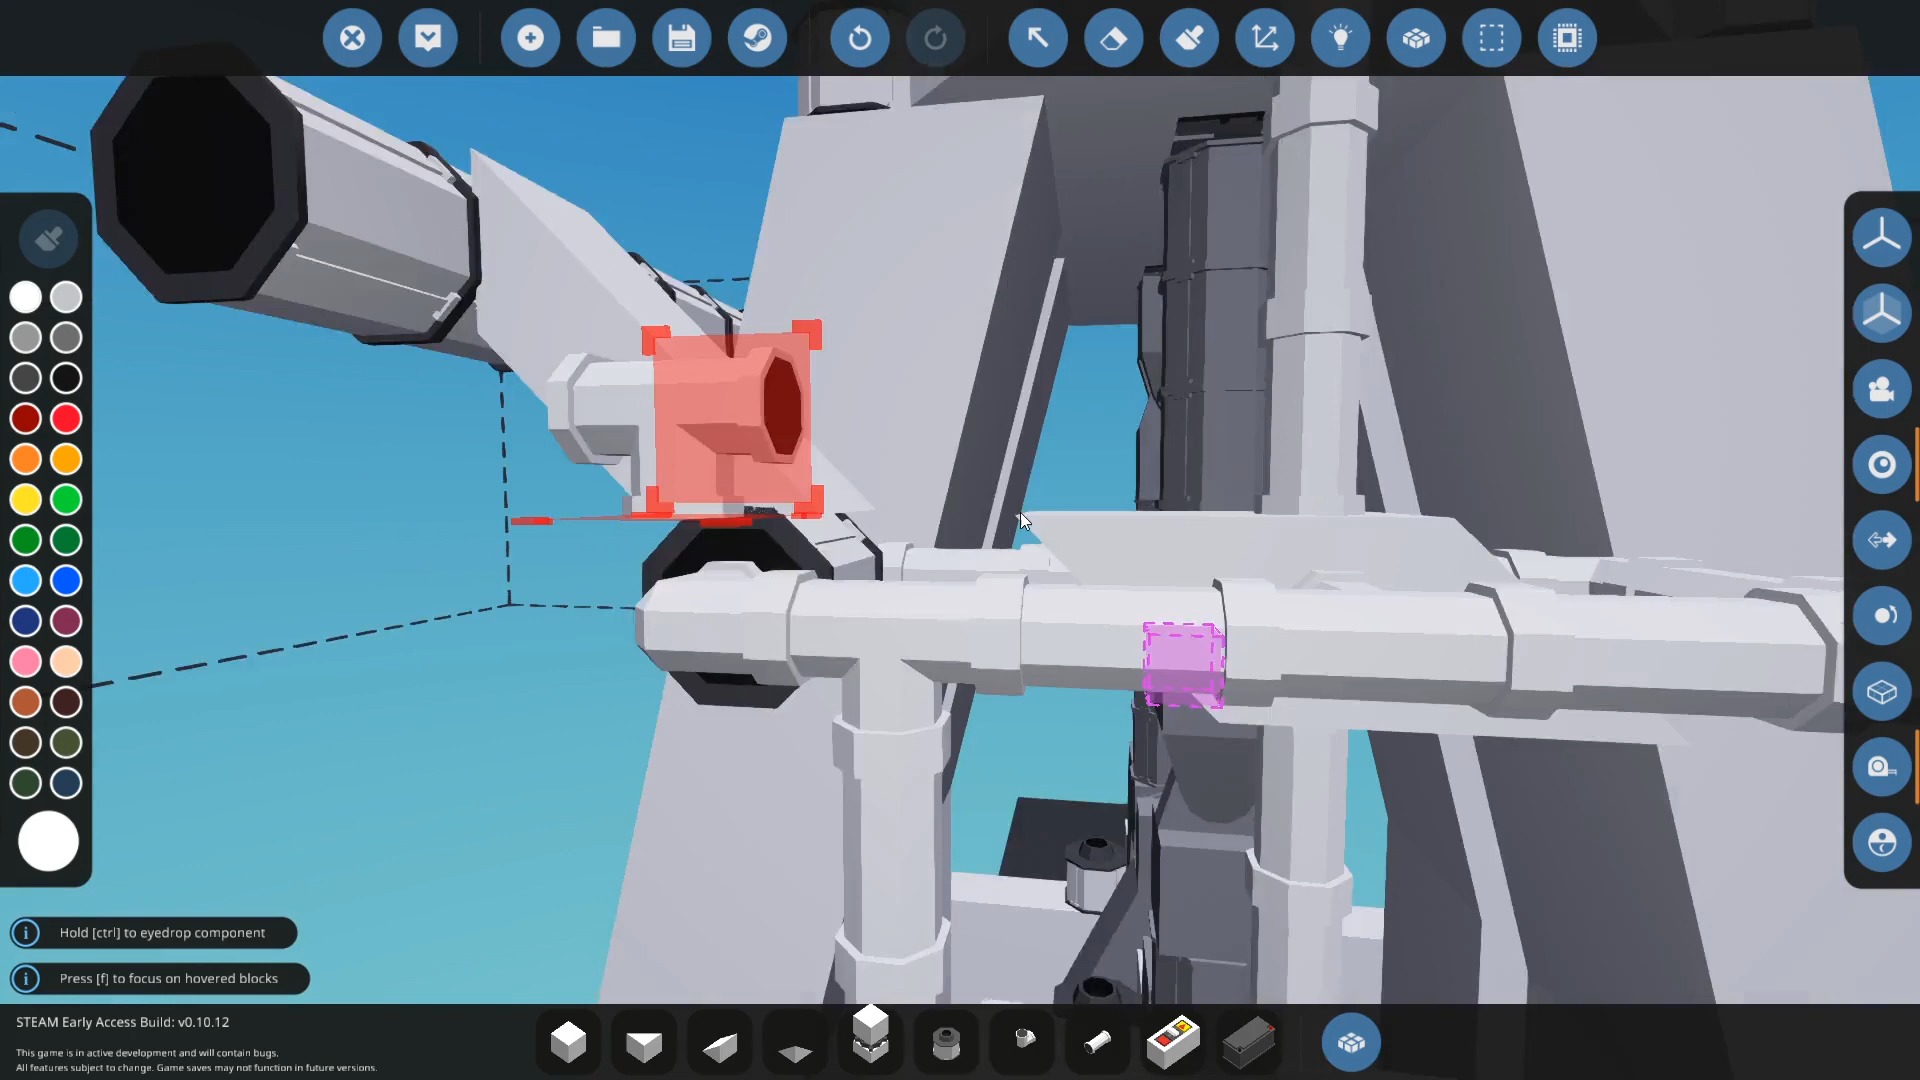 Hold [ctrl] to eyedrop component
Press [f] to focus on hovered blocks
STEAM Early Access Build: v0.10.12
This game is in active development and will contain bugs.
All features subject to change. Game saves may not function in future versions.